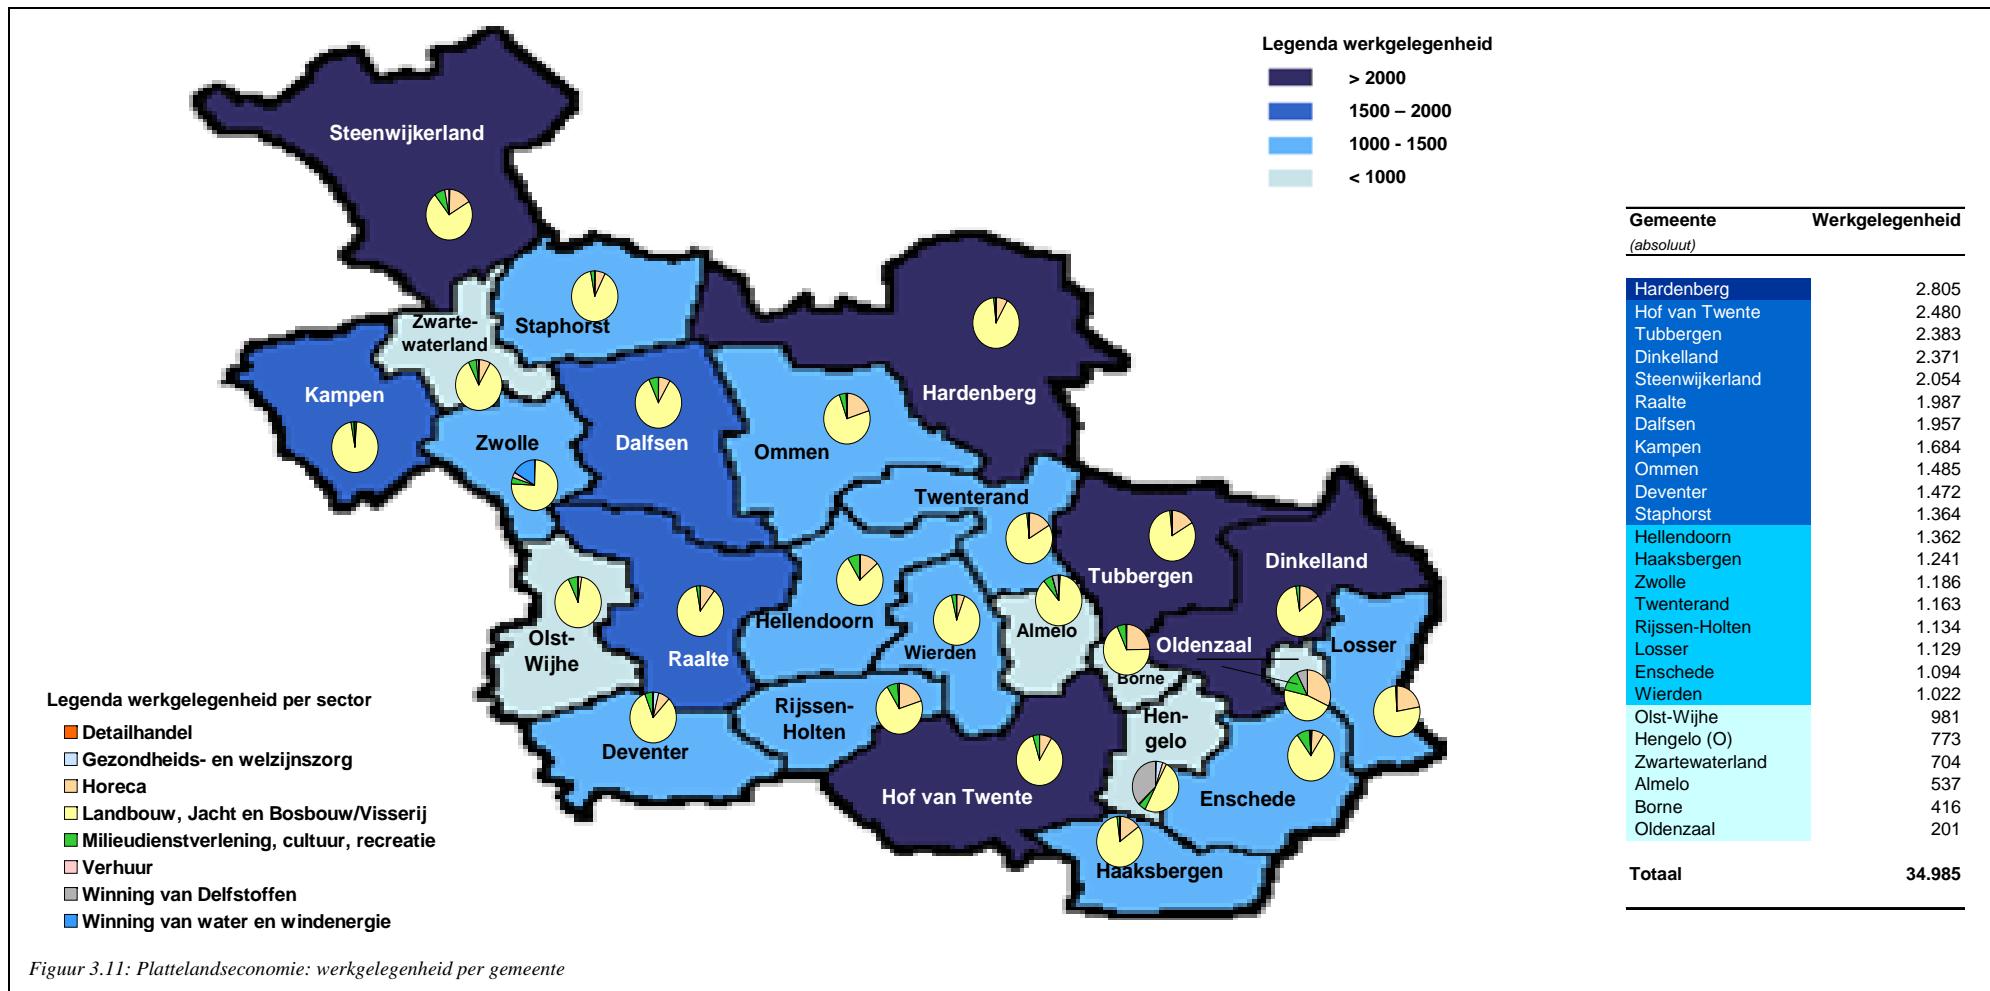 Legenda werkgelegenheid
> 2000
1500 – 2000
1000 - 1500
< 1000
Steenwijkerland
Zwarte-
waterland
Staphorst
Kampen
Hardenberg
Zwolle
Dalfsen
Ommen
Twenterand
Tubbergen
Dinkelland
Olst-
Wijhe
Raalte
Hellendoorn
Wierden
Almelo
Borne
Oldenzaal
Losser
Deventer
Rijssen-
Holten
Hen-
gelo
Hof van Twente
Enschede
Haaksbergen
Legenda werkgelegenheid per sector
Detailhandel
Gezondheids- en welzijnszorg
Horeca
Landbouw, Jacht en Bosbouw/Visserij
Milieudienstverlening, cultuur, recreatie
Verhuur
Winning van Delfstoffen
Winning van water en windenergie
Gemeente Werkgelegenheid
(absoluut)
Hardenberg 2.805
Hof van Twente 2.480
Tubbergen 2.383
Dinkelland 2.371
Steenwijkerland 2.054
Raalte 1.987
Dalfsen 1.957
Kampen 1.684
Ommen 1.485
Deventer 1.472
Staphorst 1.364
Hellendoorn 1.362
Haaksbergen 1.241
Zwolle 1.186
Twenterand 1.163
Rijssen-Holten 1.134
Losser 1.129
Enschede 1.094
Wierden 1.022
Olst-Wijhe 981
Hengelo (O) 773
Zwartewaterland 704
Almelo 537
Borne 416
Oldenzaal 201
Totaal 34.985
Figuur 3.11: Plattelandseconomie: werkgelegenheid per gemeente